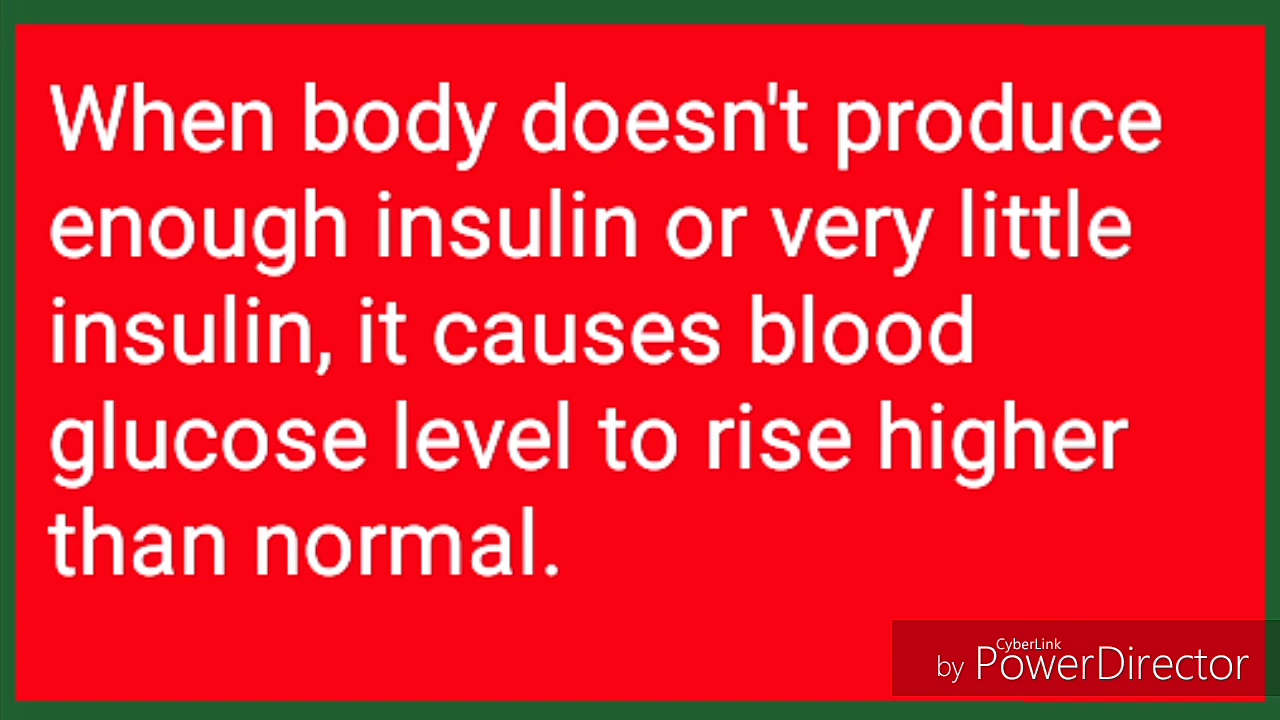 When body doesn't produce
enough insulin or very little
insulin, it causes blood
glucose level to rise higher
than normal.
CyberLink
by PowerDirector